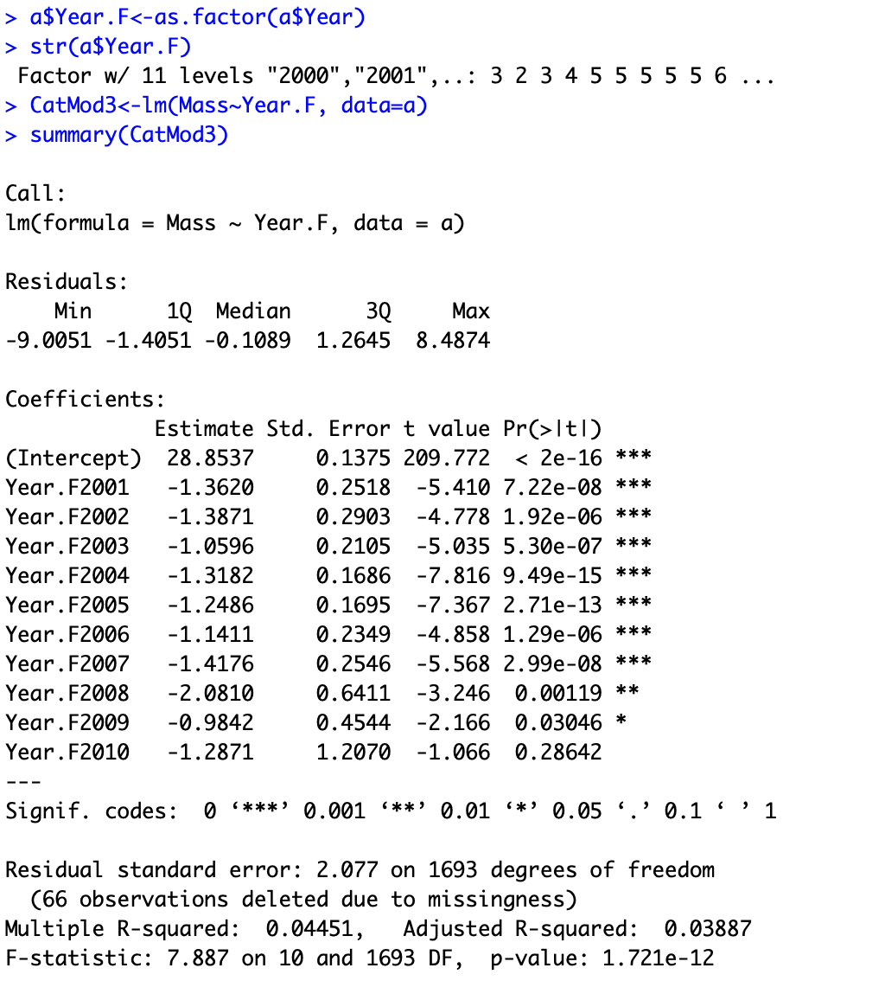 > a$Year.F<-as.factor(a$Year)
> str(a$Year.F)
 Factor w/ 11 levels "2000","2001",..: 3 2 3 4 5 5 5 5 5 6 ...
> CatMod3<-lm(Mass~Year.F, data=a)
> summary(CatMod3)

Call:
lm(formula = Mass ~ Year.F, data = a)

Residuals:
    Min      1Q  Median      3Q     Max
-9.0051 -1.4051 -0.1089  1.2645  8.4874

Coefficients:
            Estimate Std. Error t value Pr(>|t|)
(Intercept)  28.8537     0.1375 209.772  < 2e-16 ***
Year.F2001   -1.3620     0.2518  -5.410 7.22e-08 ***
Year.F2002   -1.3871     0.2903  -4.778 1.92e-06 ***
Year.F2003   -1.0596     0.2105  -5.035 5.30e-07 ***
Year.F2004   -1.3182     0.1686  -7.816 9.49e-15 ***
Year.F2005   -1.2486     0.1695  -7.367 2.71e-13 ***
Year.F2006   -1.1411     0.2349  -4.858 1.29e-06 ***
Year.F2007   -1.4176     0.2546  -5.568 2.99e-08 ***
Year.F2008   -2.0810     0.6411  -3.246  0.00119 **
Year.F2009   -0.9842     0.4544  -2.166  0.03046 *
Year.F2010   -1.2871     1.2070  -1.066  0.28642
---
Signif. codes:  0 ‘***’ 0.001 ‘**’ 0.01 ‘*’ 0.05 ‘.’ 0.1 ‘ ’ 1

Residual standard error: 2.077 on 1693 degrees of freedom
  (66 observations deleted due to missingness)
Multiple R-squared:  0.04451,   Adjusted R-squared:  0.03887
F-statistic: 7.887 on 10 and 1693 DF,  p-value: 1.721e-12